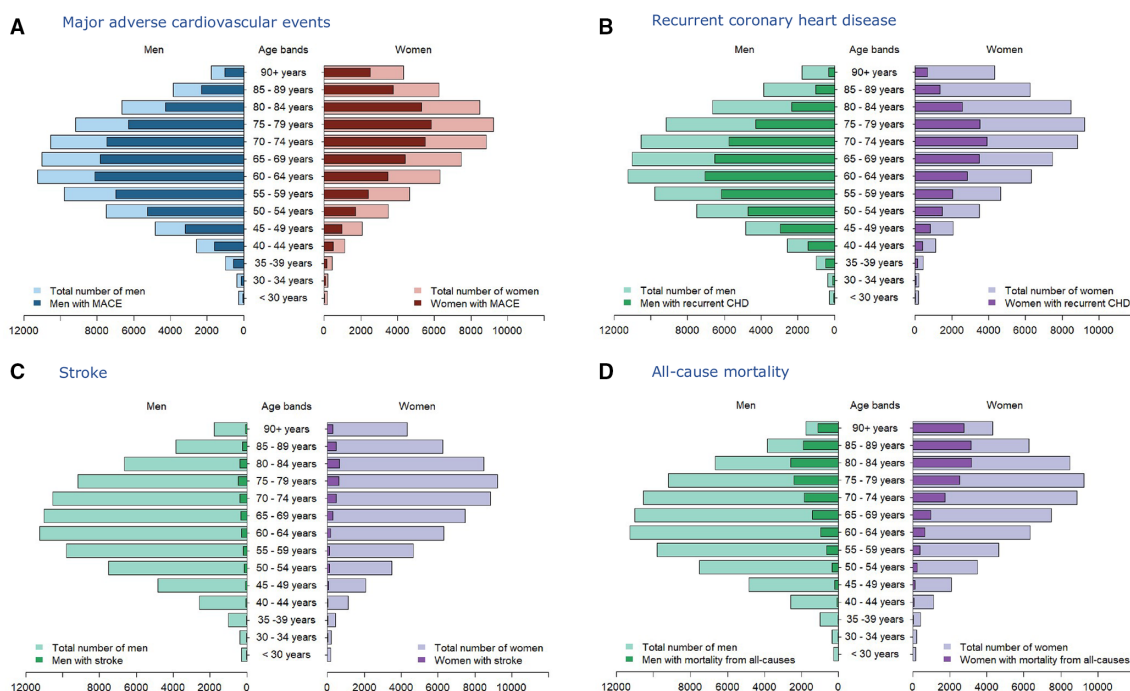 A Major adverse cardiovascular events
Men Age bands Women
90+ years
85 - 89 years
80 - 84 years
75 - 79 years
70 - 74 years
65 - 69 years
60 - 64 years
55 - 59 years
50 - 54 years
45 - 49 years
40 - 44 years
35 -39 years
30 - 34 years
< 30 years
Total number of men
Men with MACE
Total number of women
Women with MACE
12000 10000 8000 6000 4000 2000 0 0 2000 4000 6000 8000 10000
B Recurrent coronary heart disease
Men Age bands Women
90+ years
85 - 89 years
80 - 84 years
75 - 79 years
70 - 74 years
65 - 69 years
60 - 64 years
55 - 59 years
50 - 54 years
45 - 49 years
40 - 44 years
35 -39 years
30 - 34 years
< 30 years
Total number of men
Men with recurrent CHD
Total number of women
Women with recurrent CHD
12000 10000 8000 6000 4000 2000 0 0 2000 4000 6000 8000 10000
C Stroke
Men Age bands Women
90+ years
85 - 89 years
80 - 84 years
75 - 79 years
70 - 74 years
65 - 69 years
60 - 64 years
55 - 59 years
50 - 54 years
45 - 49 years
40 - 44 years
35 -39 years
30 - 34 years
< 30 years
Total number of men
Men with stroke
Total number of women
Women with stroke
12000 10000 8000 6000 4000 2000 0 0 2000 4000 6000 8000 10000
D All-cause mortality
Men Age bands Women
90+ years
85 - 89 years
80 - 84 years
75 - 79 years
70 - 74 years
65 - 69 years
60 - 64 years
55 - 59 years
50 - 54 years
45 - 49 years
40 - 44 years
35 -39 years
30 - 34 years
< 30 years
Total number of men
Men with mortality from all-causes
Total number of women
Women with mortality from all-causes
12000 10000 8000 6000 4000 2000 0 0 2000 4000 6000 8000 10000